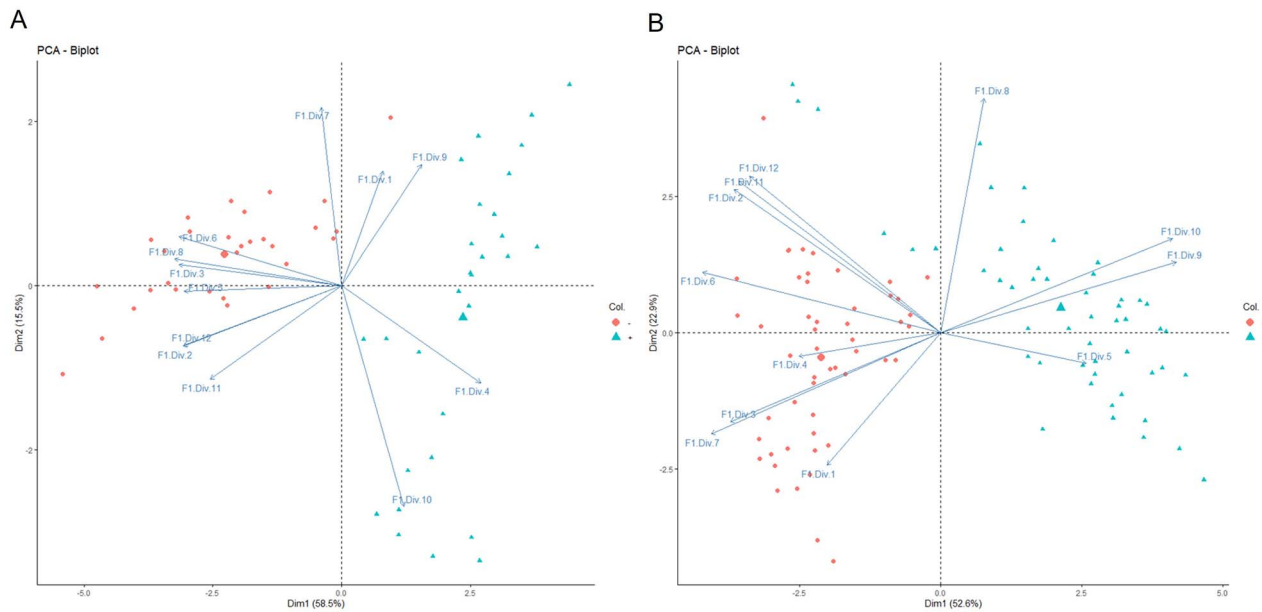 A
PCA - Biplot
F1.Div.7
F1.Div.9
F1.Div.1
F1.Div.6
F1.Div.8
F1.Div.3
F1.Div.5
F1.Div.12
F1.Div.2
F1.Div.11
F1.Div.4
F1.Div.10
2
0
-2
Dim2 (15.5%)
-5.0
-2.5
0.0
2.5
Dim1 (58.5%)
Col.
-
+
B
PCA - Biplot
F1.Div.8
F1.Div.12
F1.Div.11
F1.Div.2
F1.Div.10
F1.Div.9
F1.Div.6
F1.Div.5
F1.Div.4
F1.Div.3
F1.Div.7
F1.Div.1
2.5
0.0
-2.5
Dim2 (22.9%)
-2.5
0.0
2.5
5.0
Dim1 (52.6%)
Col.